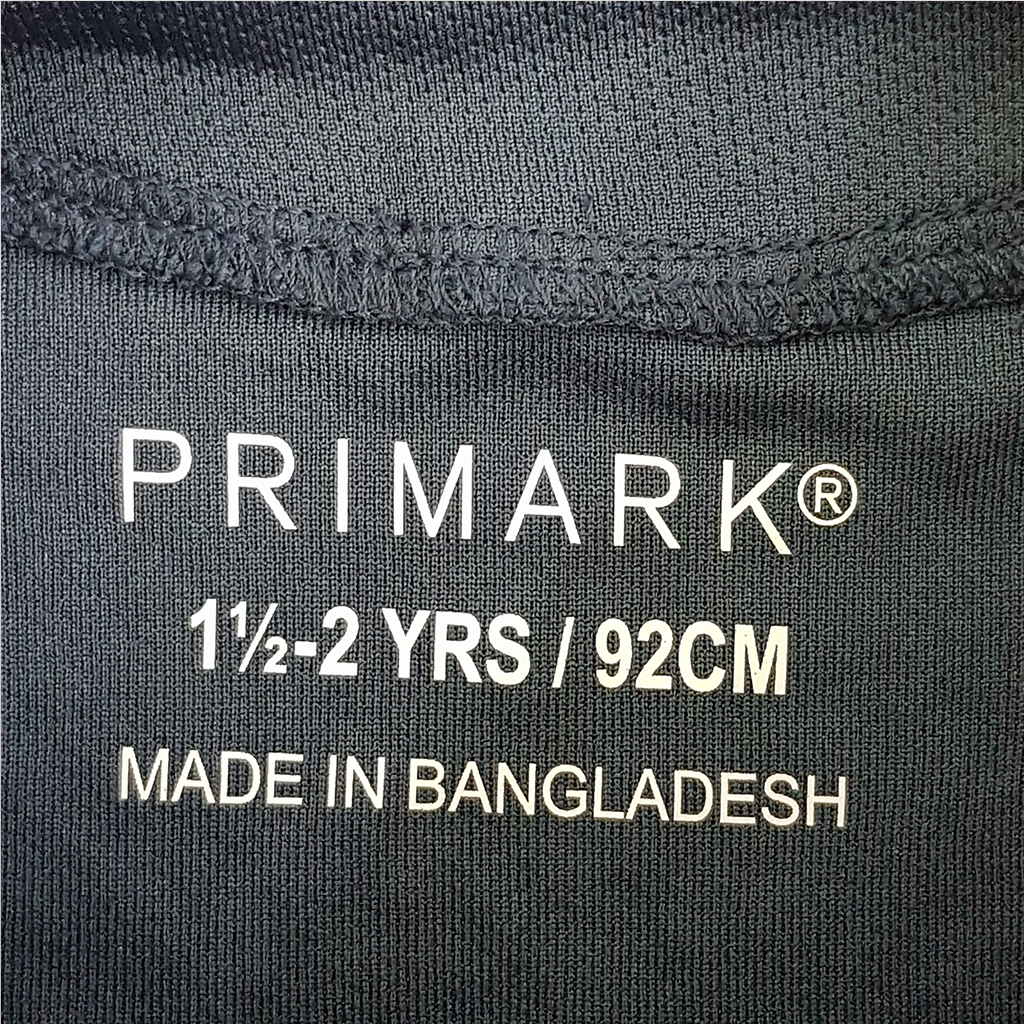 PRIMARK®
1½-2 YRS / 92CM
MADE IN BANGLADESH